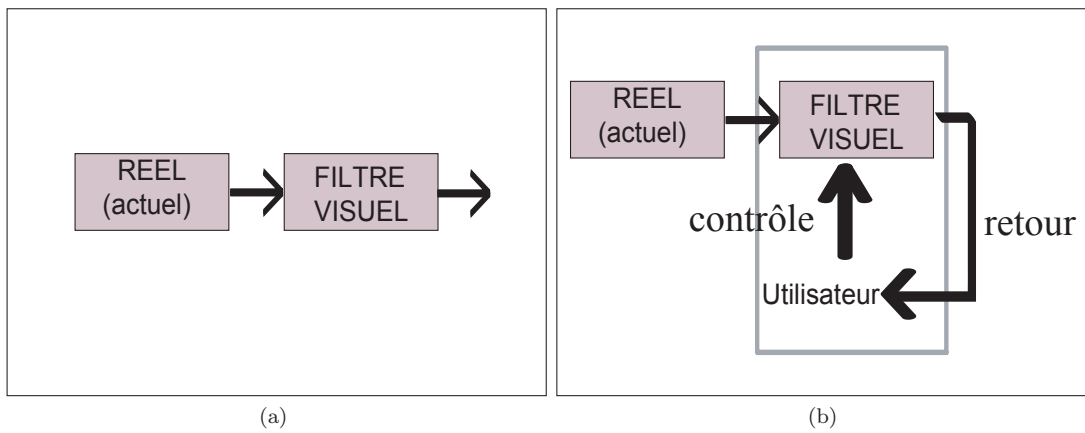 REEL
(actuel)
FILTRE
VISUEL
(a)
REEL
(actuel)
FILTRE
VISUEL
contrôle
retour
Utilisateur
(b)